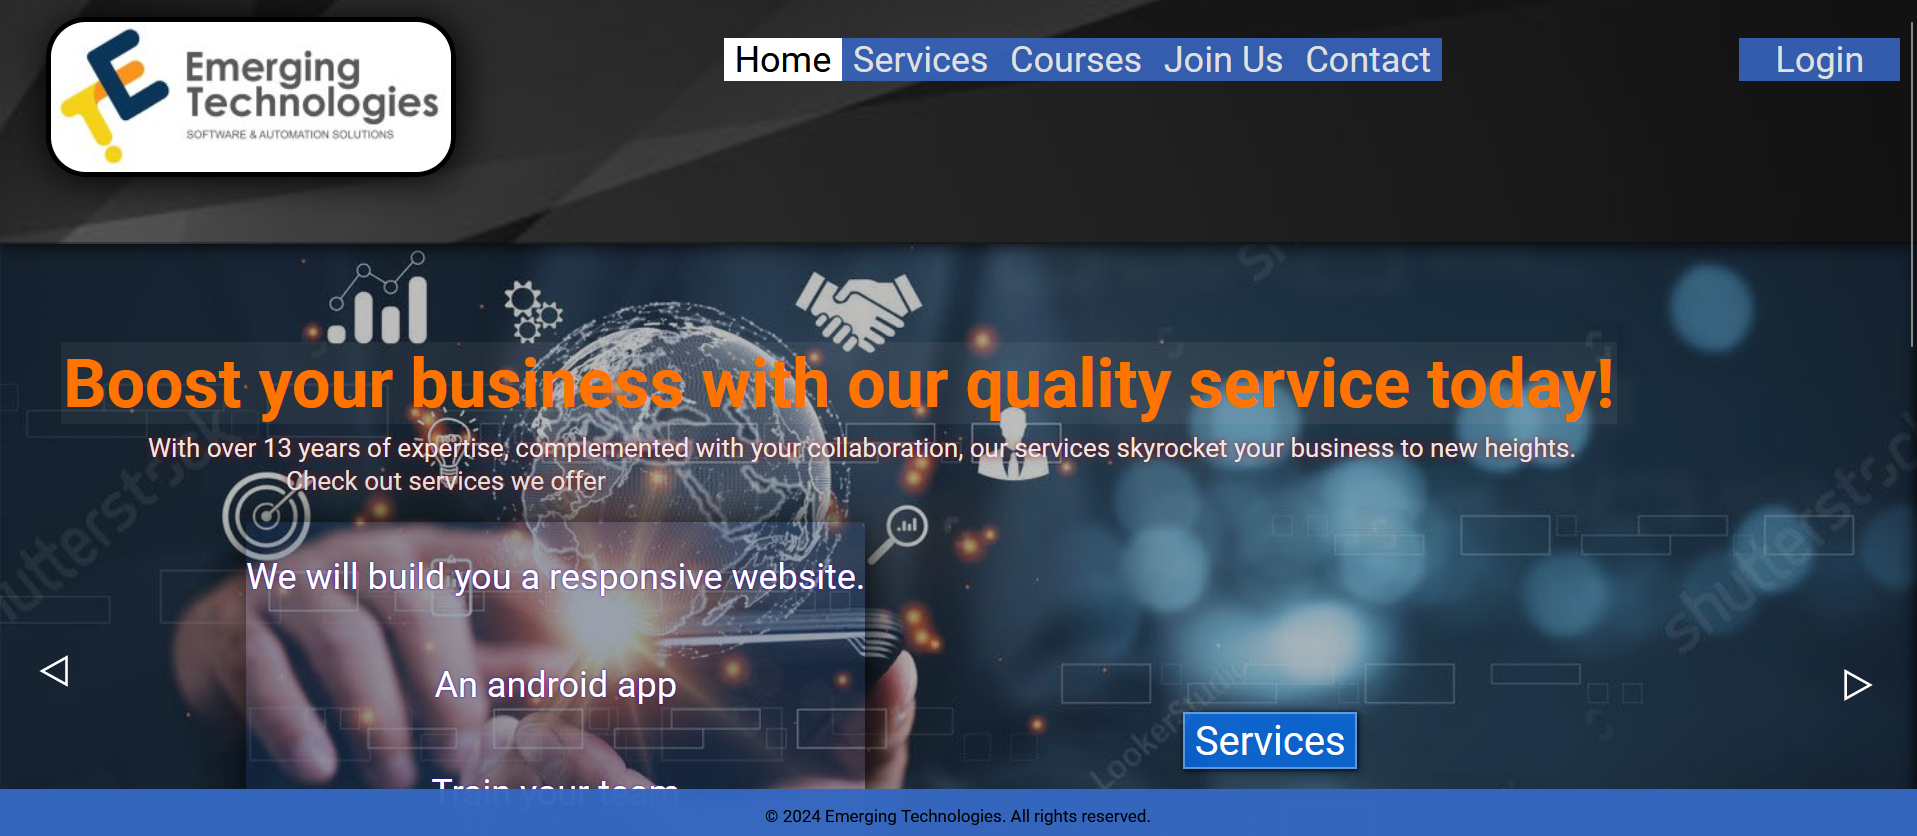 Emerging
Technologies
SOFTWARE & AUTOMATION SOLUTIONS
Home Services Courses Join Us Contact
Login
Boost your business with our quality service today!
With over 13 years of expertise, complemented with your collaboration, our services skyrocket your business to new heights.
Check out services we offer
We will build you a responsive website.
An android app
Services
Train your team
shutterstock
shutterstock
LookerStudio
© 2024 Emerging Technologies. All rights reserved.